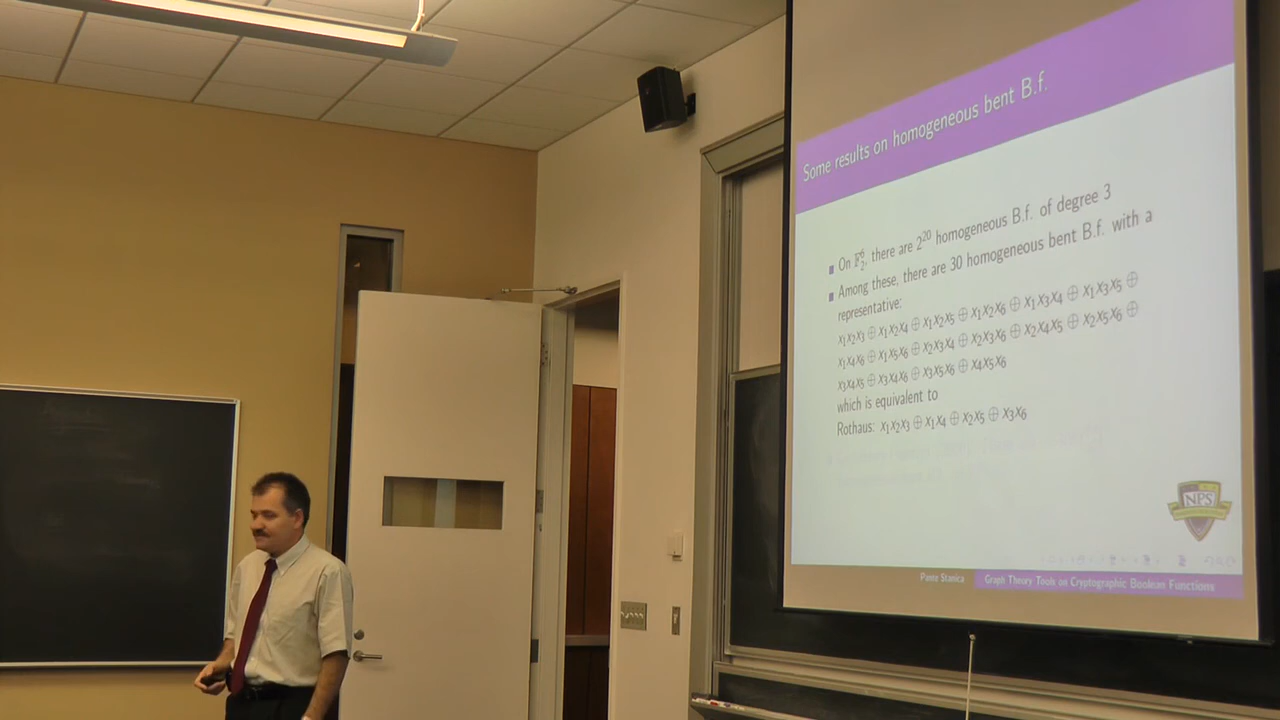 Some results on homogeneous bent B.f.
On 𝔽₂⁶, there are 2²⁰ homogeneous B.f. of degree 3
Among these, there are 30 homogeneous bent B.f. with a
representative:
x₁x₂x₃ ⊕ x₁x₂x₄ ⊕ x₁x₂x₅ ⊕ x₁x₂x₆ ⊕ x₁x₃x₄ ⊕ x₁x₃x₅ ⊕
x₁x₄x₆ ⊕ x₁x₅x₆ ⊕ x₂x₃x₄ ⊕ x₂x₃x₆ ⊕ x₂x₄x₅ ⊕ x₂x₅x₆ ⊕
x₃x₄x₅ ⊕ x₃x₄x₆ ⊕ x₃x₅x₆ ⊕ x₄x₅x₆
which is equivalent to
Rothaus: x₁x₂x₃ ⊕ x₁x₄ ⊕ x₂x₅ ⊕ x₃x₆
NPS
Pante Stanica Graph Theory Tools on Cryptographic Boolean Functions